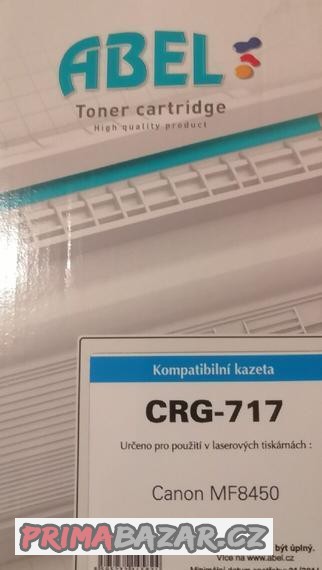 ABEL
Toner cartridge
High quality product
Kompatibilní kazeta
CRG-717
Určeno pro použití v laserových tiskárnách :
Canon MF8450
být úplný.
Více na www.abel.cz
PRIMABAZAR.CZ